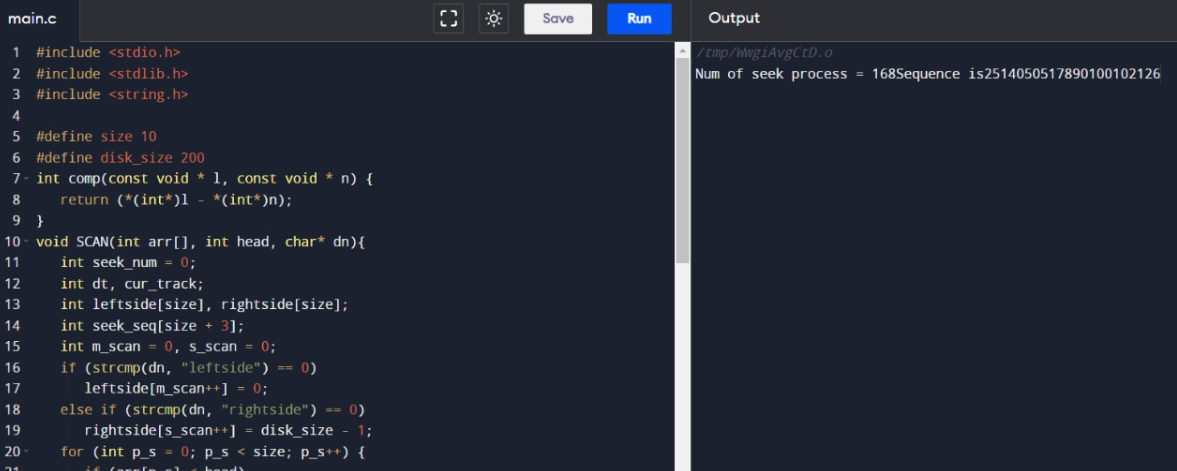 main.c
Save
Run
Output
1 #include <stdio.h>
2 #include <stdlib.h>
3 #include <string.h>
4
5 #define size 10
6 #define disk_size 200
7 int comp(const void * l, const void * n) {
8 return (*(int*)l - *(int*)n);
9 }
10 void SCAN(int arr[], int head, char* dn){
11 int seek_num = 0;
12 int dt, cur_track;
13 int leftside[size], rightside[size];
14 int seek_seq[size + 3];
15 int m_scan = 0, s_scan = 0;
16 if (strcmp(dn, "leftside") == 0)
17 leftside[m_scan++] = 0;
18 else if (strcmp(dn, "rightside") == 0)
19 rightside[s_scan++] = disk_size - 1;
20 for (int p_s = 0; p_s < size; p_s++) {
21 if (arr[p_s] < head)
/tmp/WwgiAvgCtD.o
Num of seek process = 168Sequence is2514050517890100102126